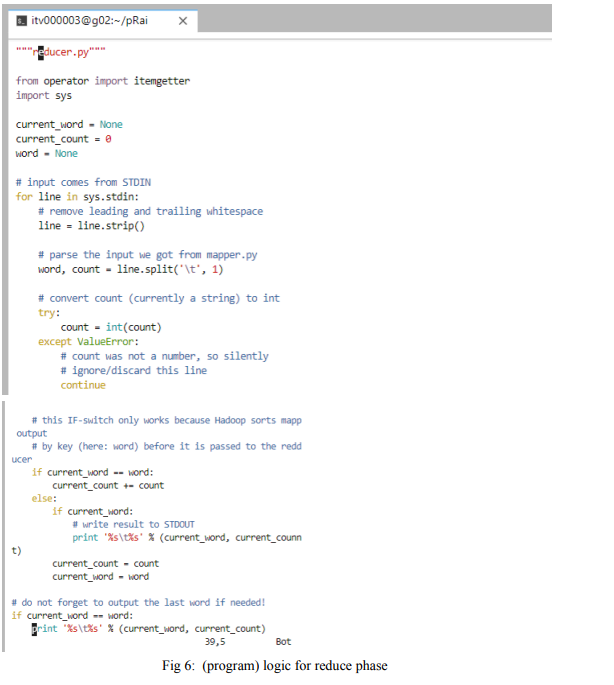 itv000003@g02:~/pRai ×
"""reducer.py"""
from operator import itemgetter
import sys
current_word = None
current_count = 0
word = None
# input comes from STDIN
for line in sys.stdin:
# remove leading and trailing whitespace
line = line.strip()
# parse the input we got from mapper.py
word, count = line.split('\t', 1)
# convert count (currently a string) to int
try:
count = int(count)
except ValueError:
# count was not a number, so silently
# ignore/discard this line
continue
# this IF-switch only works because Hadoop sorts mapp
output
# by key (here: word) before it is passed to the redd
ucer
if current_word == word:
current_count += count
else:
if current_word:
# write result to STDOUT
print '%s\t%s' % (current_word, current_counn
t)
current_count = count
current_word = word
# do not forget to output the last word if needed!
if current_word == word:
print '%s\t%s' % (current_word, current_count)
39,5 Bot
Fig 6: (program) logic for reduce phase